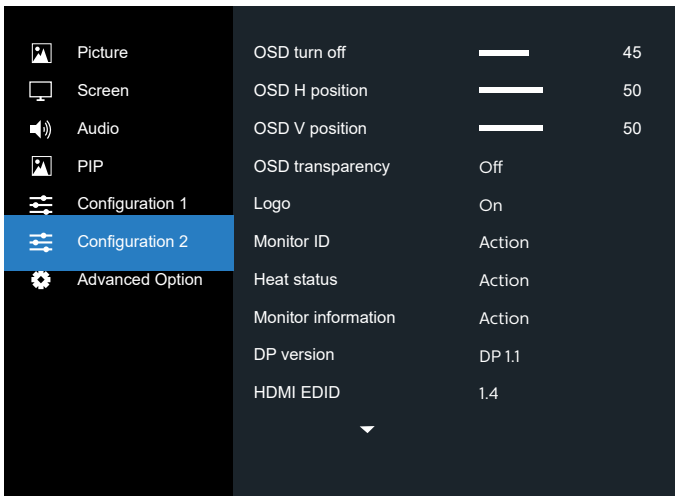 Picture
Screen
Audio
PIP
Configuration 1
Configuration 2
Advanced Option
OSD turn off 45
OSD H position 50
OSD V position 50
OSD transparency Off
Logo On
Monitor ID Action
Heat status Action
Monitor information Action
DP version DP 1.1
HDMI EDID 1.4